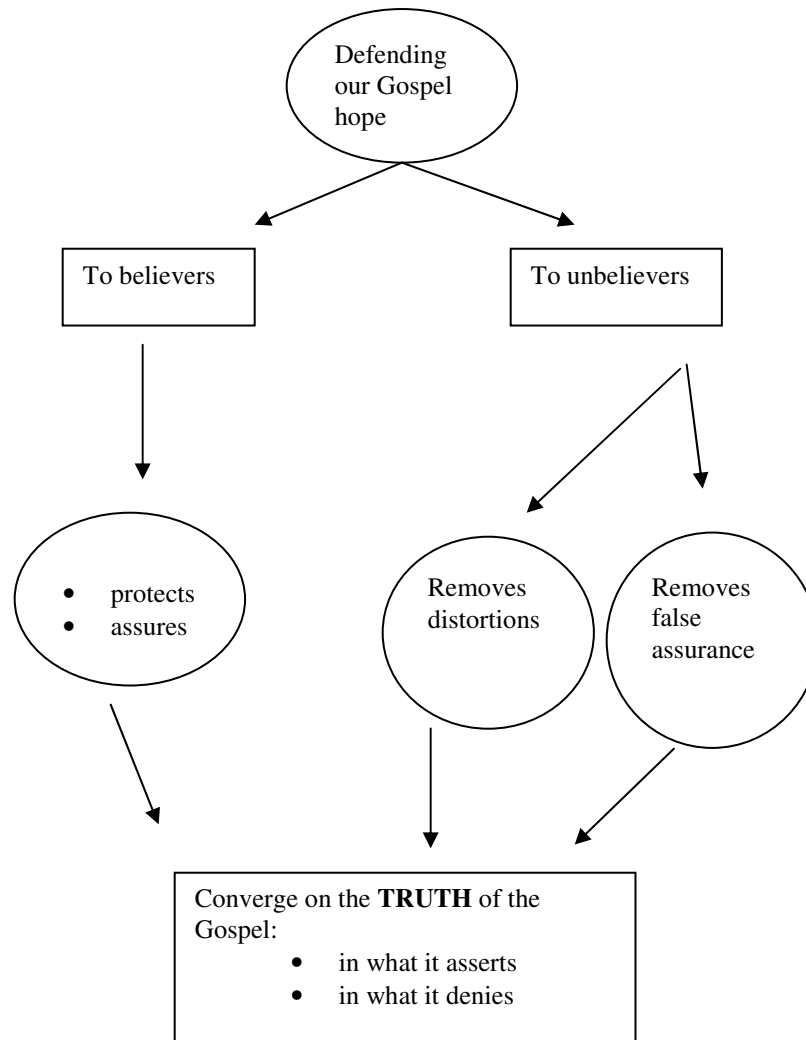 Defending
our Gospel
hope
To believers
To unbelievers
• protects
• assures
Removes
distortions
Removes
false
assurance
Converge on the TRUTH of the
Gospel:
• in what it asserts
• in what it denies